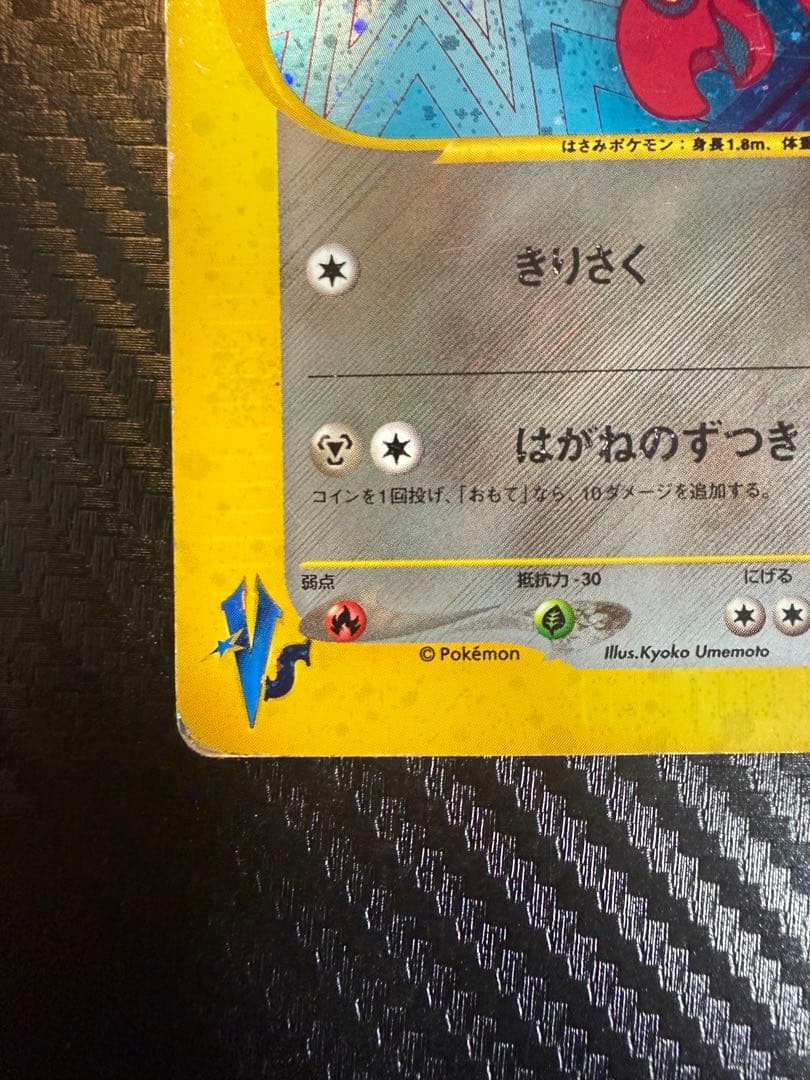 はさみポケモン：身長1.8m、体重
きりさく
はがねのずつき
コインを1回投げ、「おもて」なら、10ダメージを追加する。
弱点 抵抗力-30 にげる
© Pokémon Illus.Kyoko Umemoto
VS